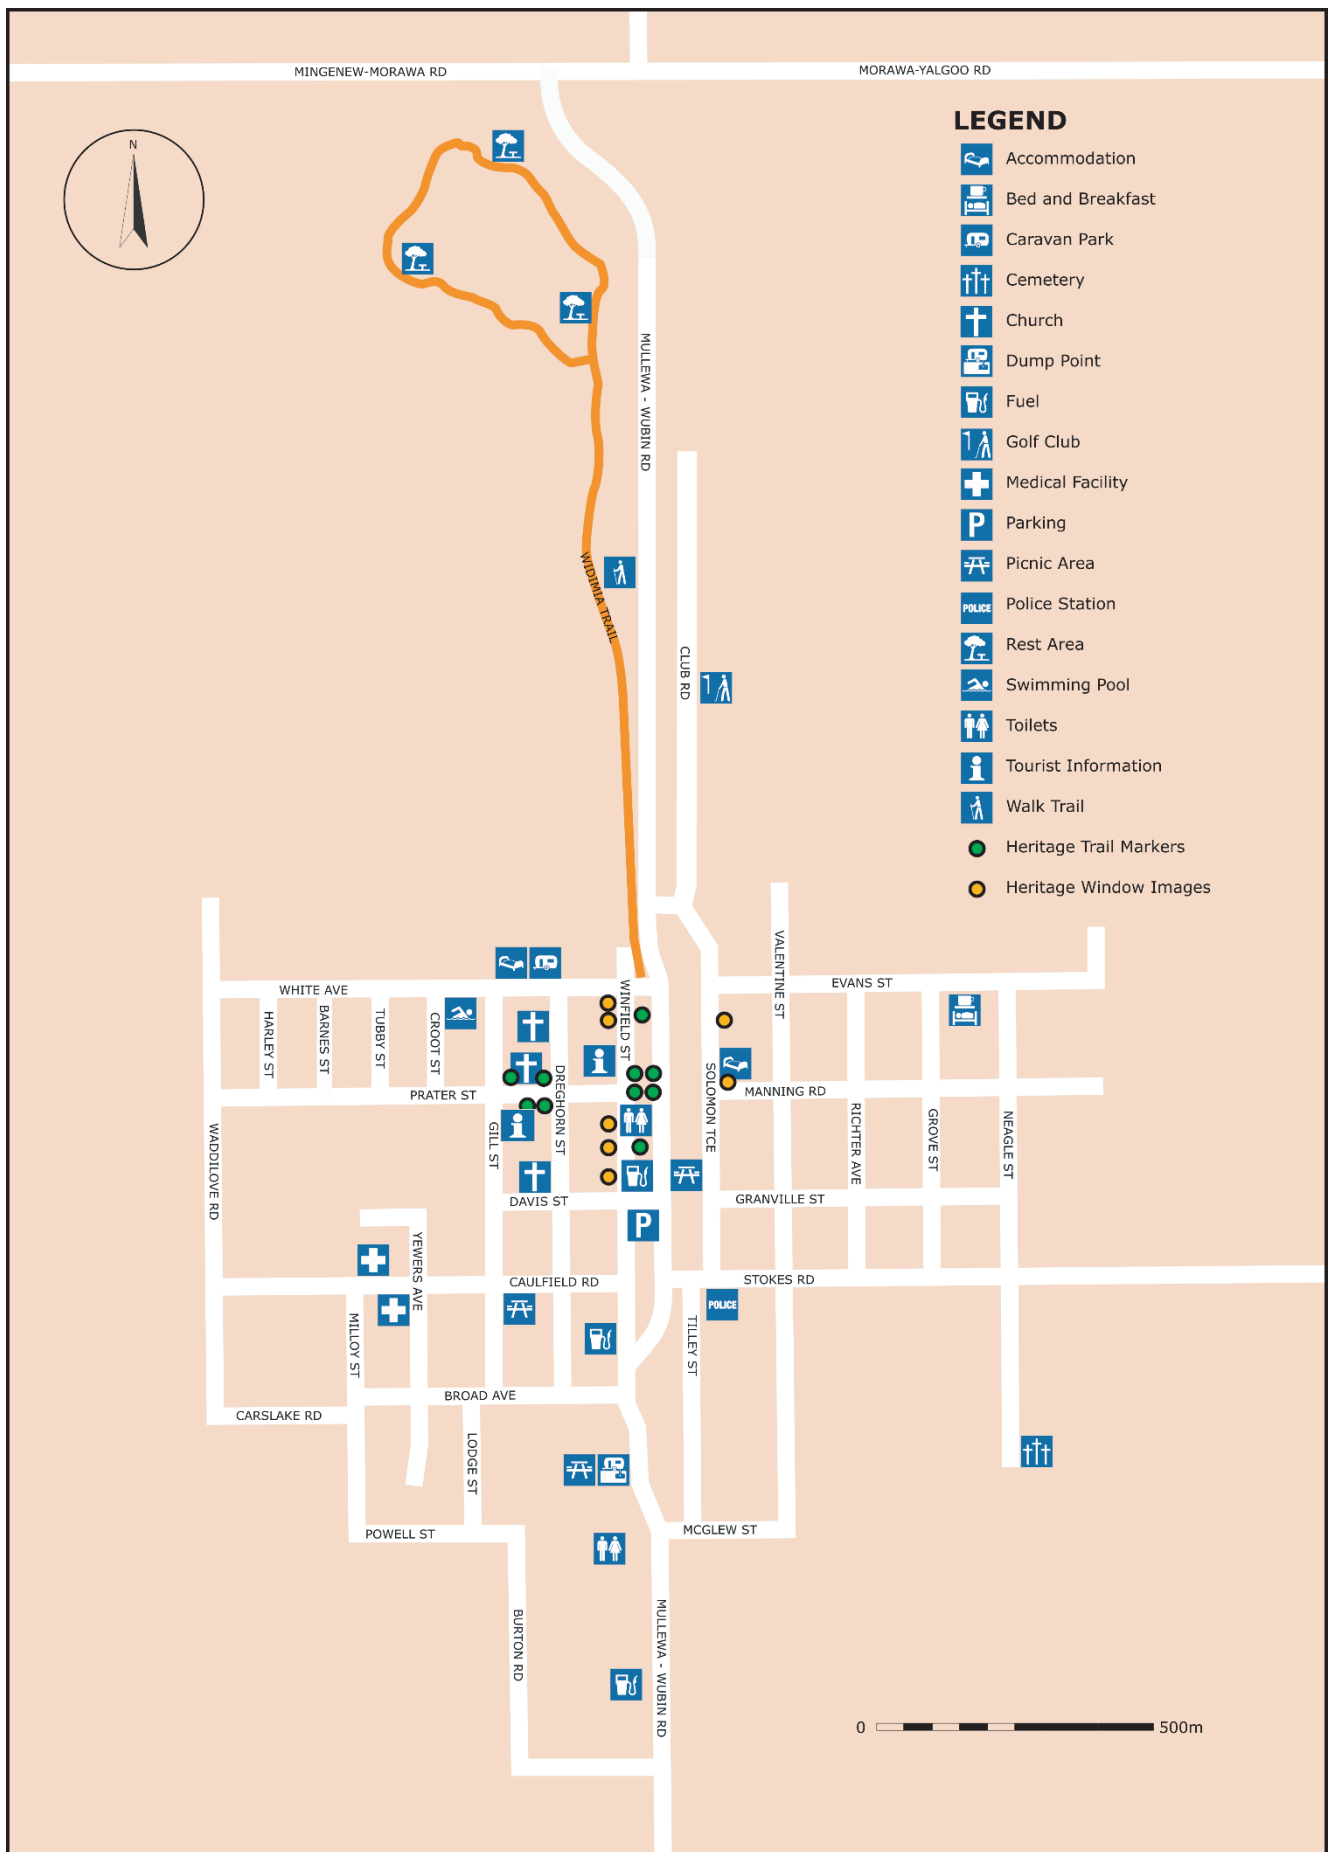 MINGENEW-MORAWA RD
MORAWA-YALGOO RD
N
LEGEND
Accommodation
Bed and Breakfast
Caravan Park
Cemetery
Church
Dump Point
Fuel
Golf Club
Medical Facility
P
Parking
Picnic Area
POLICE
Police Station
Rest Area
Swimming Pool
Toilets
Tourist Information
Walk Trail
Heritage Trail Markers
Heritage Window Images
MULLEWA - WUBIN RD
WIDIMIA TRAIL
CLUB RD
VALENTINE ST
WHITE AVE
WINFIELD ST
EVANS ST
HARLEY ST
BARNES ST
TUBBY ST
CROOT ST
PRATER ST
DREGHORN ST
SOLOMON TCE
MANNING RD
WADDILOVE RD
GILL ST
RICHTER AVE
GROVE ST
NEAGLE ST
DAVIS ST
GRANVILLE ST
P
YEWERS AVE
CAULFIELD RD
STOKES RD
POLICE
MILLOY ST
TILLEY ST
BROAD AVE
CARSLAKE RD
LODGE ST
POWELL ST
MCGLEW ST
BURTON RD
MULLEWA - WUBIN RD
0
500m